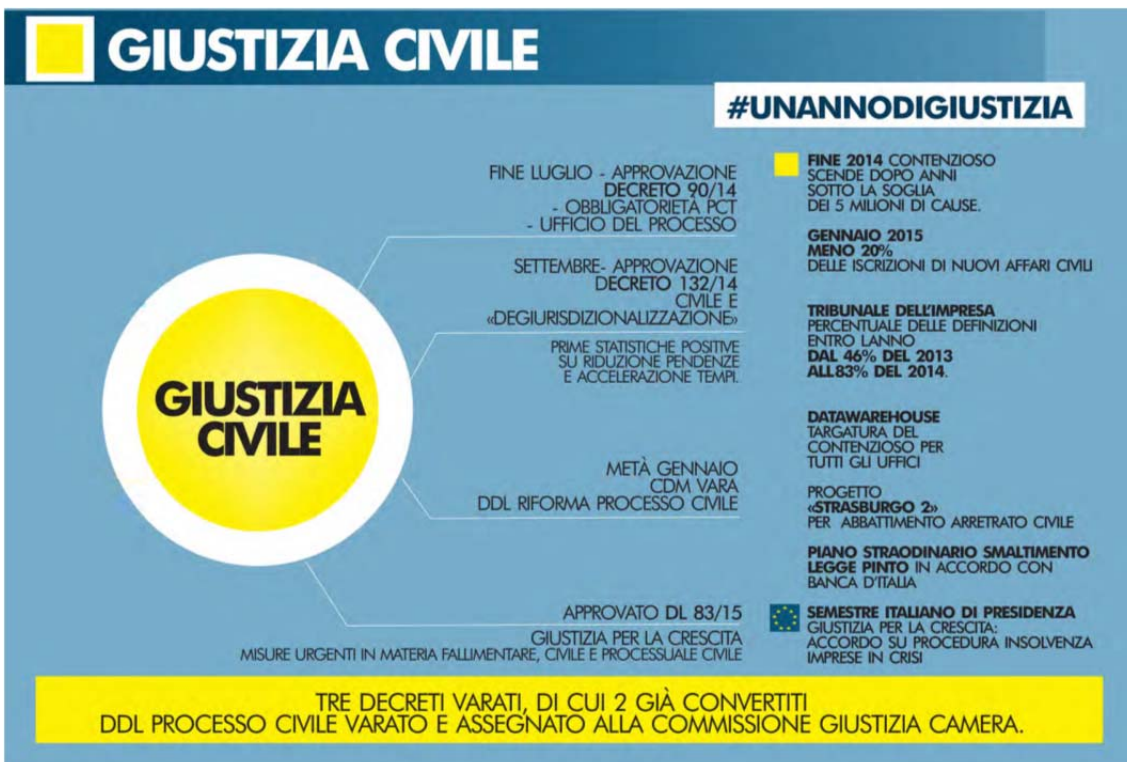 GIUSTIZIA CIVILE
#UNANNODIGIUSTIZIA
FINE LUGLIO - APPROVAZIONE
DECRETO 90/14
- OBBLIGATORIETÀ PCT
- UFFICIO DEL PROCESSO
SETTEMBRE- APPROVAZIONE
DECRETO 132/14
CIVILE E
«DEGIURISDIZIONALIZZAZIONE»
PRIME STATISTICHE POSITIVE
SU RIDUZIONE PENDENZE
E ACCELERAZIONE TEMPI.
GIUSTIZIA
CIVILE
METÀ GENNAIO
CDM VARA
DDL RIFORMA PROCESSO CIVILE
APPROVATO DL 83/15
GIUSTIZIA PER LA CRESCITA
MISURE URGENTI IN MATERIA FALLIMENTARE, CIVILE E PROCESSUALE CIVILE
FINE 2014 CONTENZIOSO
SCENDE DOPO ANNI
SOTTO LA SOGLIA
DEI 5 MILIONI DI CAUSE.
GENNAIO 2015
MENO 20%
DELLE ISCRIZIONI DI NUOVI AFFARI CIVILI
TRIBUNALE DELL'IMPRESA
PERCENTUALE DELLE DEFINIZIONI
ENTRO LANNO
DAL 46% DEL 2013
ALL83% DEL 2014.
DATAWAREHOUSE
TARGATURA DEL
CONTENZIOSO PER
TUTTI GLI UFFICI
PROGETTO
«STRASBURGO 2»
PER ABBATTIMENTO ARRETRATO CIVILE
PIANO STRAODINARIO SMALTIMENTO
LEGGE PINTO IN ACCORDO CON
BANCA D'ITALIA
SEMESTRE ITALIANO DI PRESIDENZA
GIUSTIZIA PER LA CRESCITA:
ACCORDO SU PROCEDURA INSOLVENZA
IMPRESE IN CRISI
TRE DECRETI VARATI, DI CUI 2 GIÀ CONVERTITI
DDL PROCESSO CIVILE VARATO E ASSEGNATO ALLA COMMISSIONE GIUSTIZIA CAMERA.